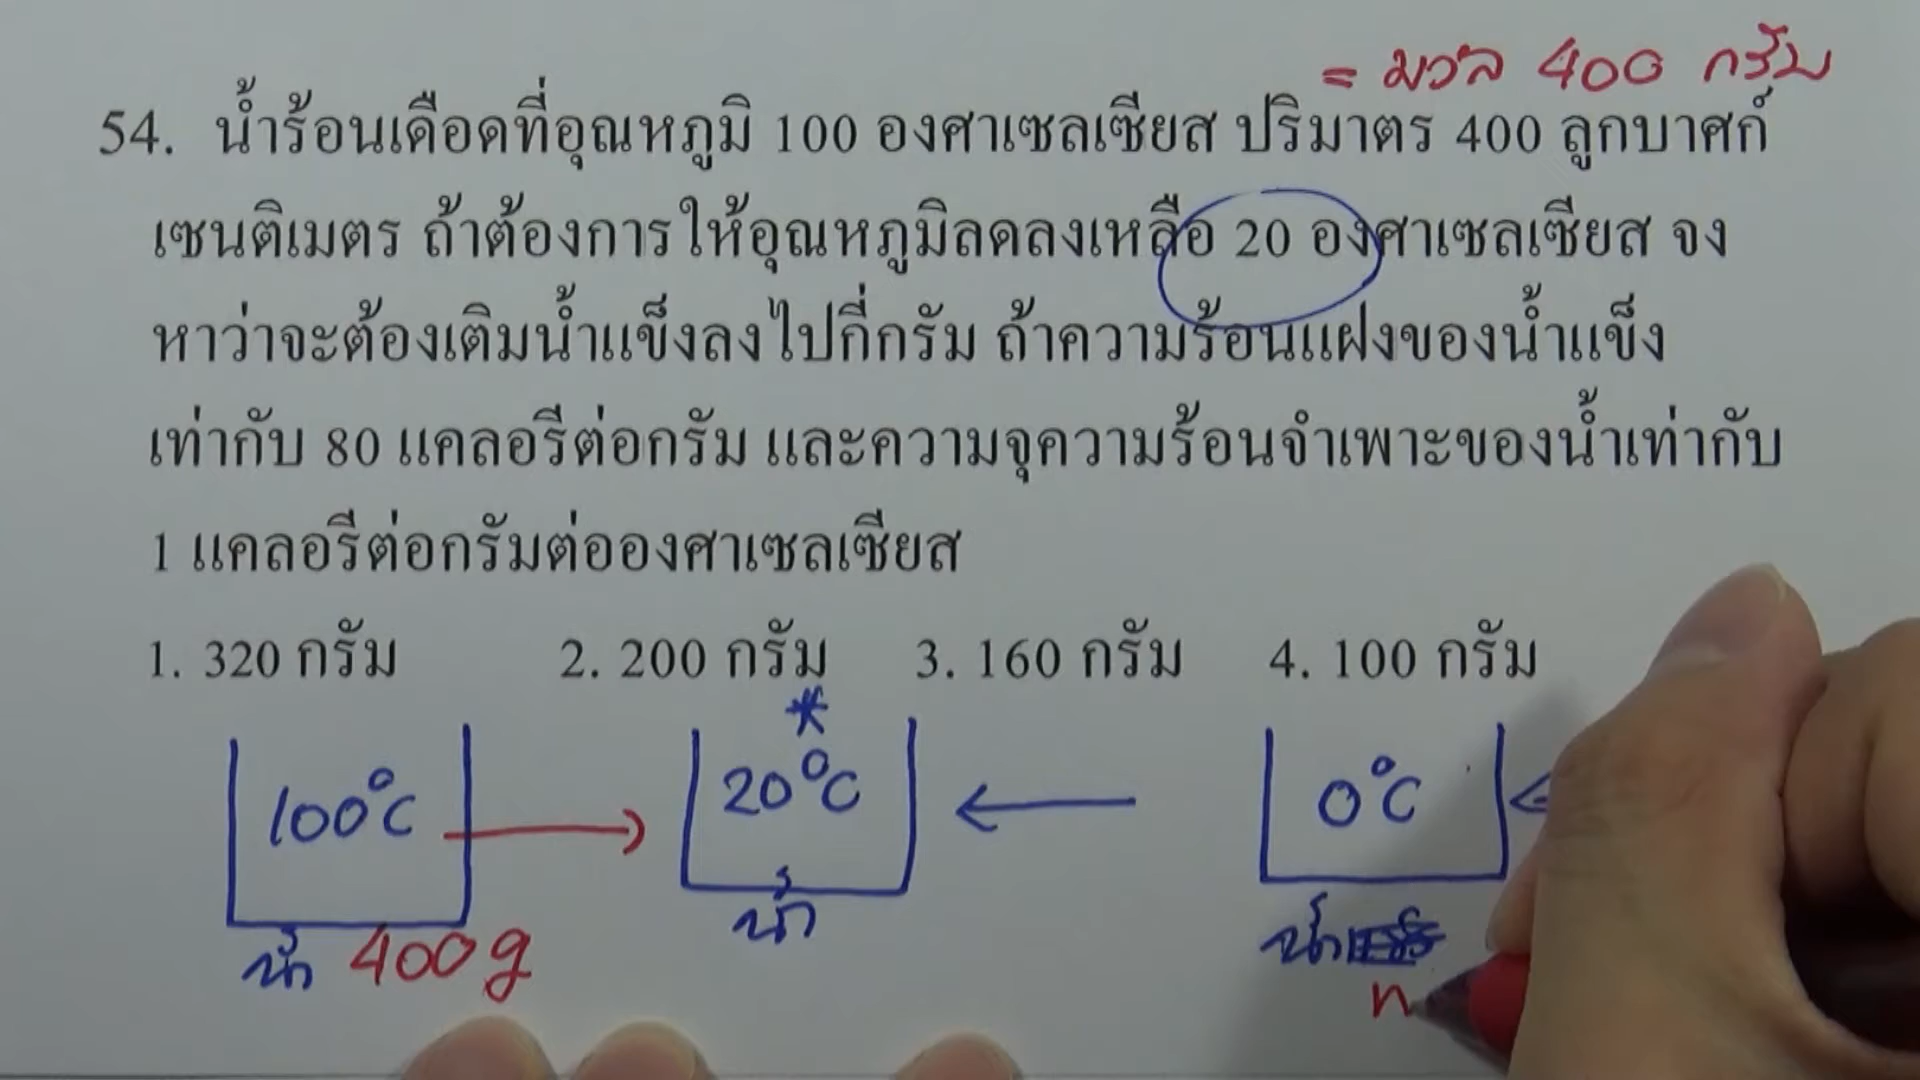 = มวล 400 กรัม
54. น้ำร้อนเดือดที่อุณหภูมิ 100 องศาเซลเซียส ปริมาตร 400 ลูกบาศก์
เซนติเมตร ถ้าต้องการให้อุณหภูมิลดลงเหลือ 20 องศาเซลเซียส จง
หาว่าจะต้องเติมน้ำแข็งลงไปกี่กรัม ถ้าความร้อนแฝงของน้ำแข็ง
เท่ากับ 80 แคลอรีต่อกรัม และความจุความร้อนจำเพาะของน้ำเท่ากับ
1 แคลอรีต่อกรัมต่อองศาเซลเซียส
1. 320 กรัม 2. 200 กรัม 3. 160 กรัม 4. 100 กรัม
100°C 20°C 0°C
น้ำ 400 g น้ำ น้ำ